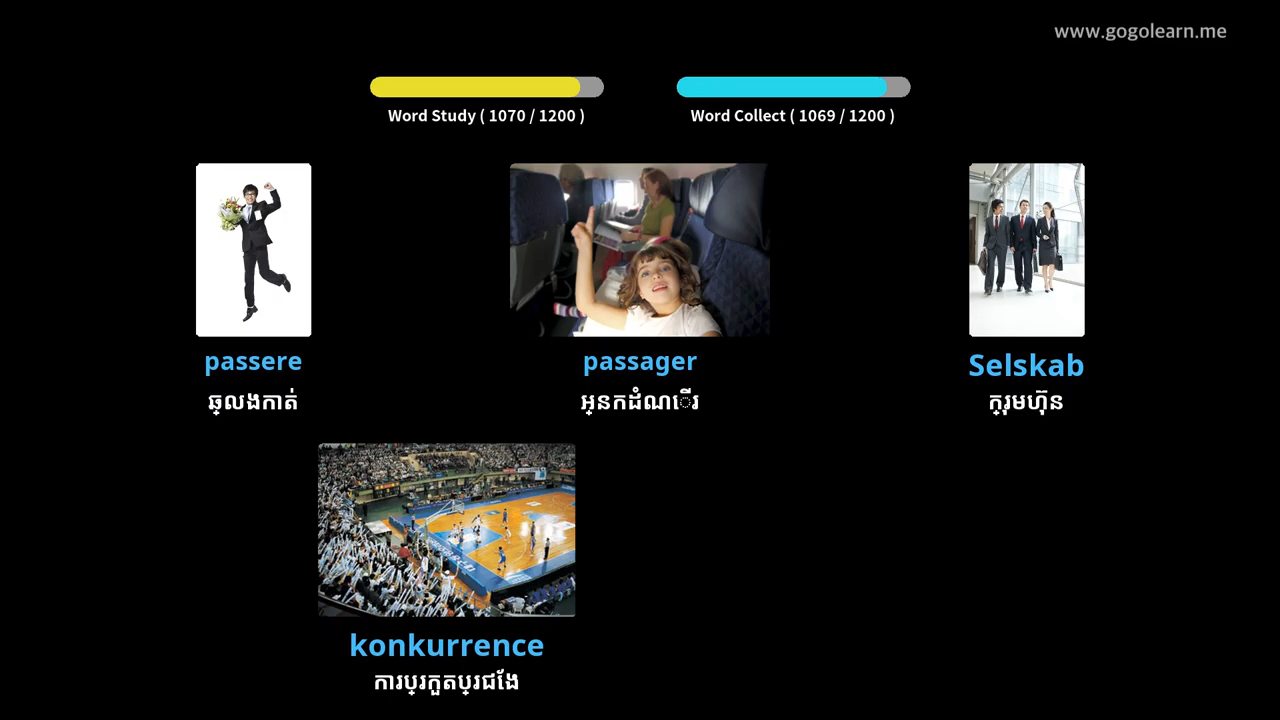 www.gogolearn.me
Word Study ( 1070 / 1200 )
Word Collect ( 1069 / 1200 )
passere
ឆ្លងកាត់
passager
អ្នកដំណើរ
Selskab
ក្រុមហ៊ុន
konkurrence
ការប្រកួតប្រជែង